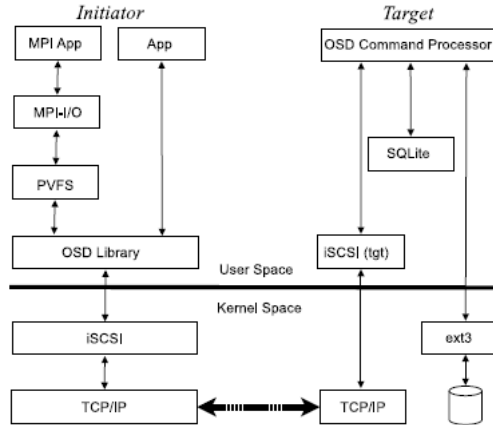 Initiator
Target
MPI App
App
OSD Command Processor
MPI-I/O
SQLite
PVFS
OSD Library
iSCSI (tgt)
User Space
Kernel Space
iSCSI
ext3
TCP/IP
TCP/IP